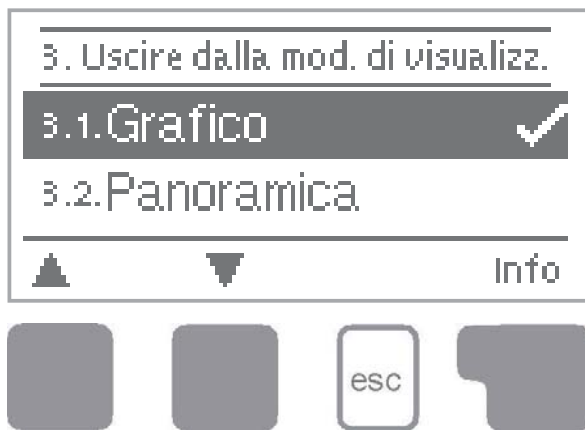 3. Uscire dalla mod. di visualizz.
3.1.Grafico
3.2.Panoramica
Info
esc